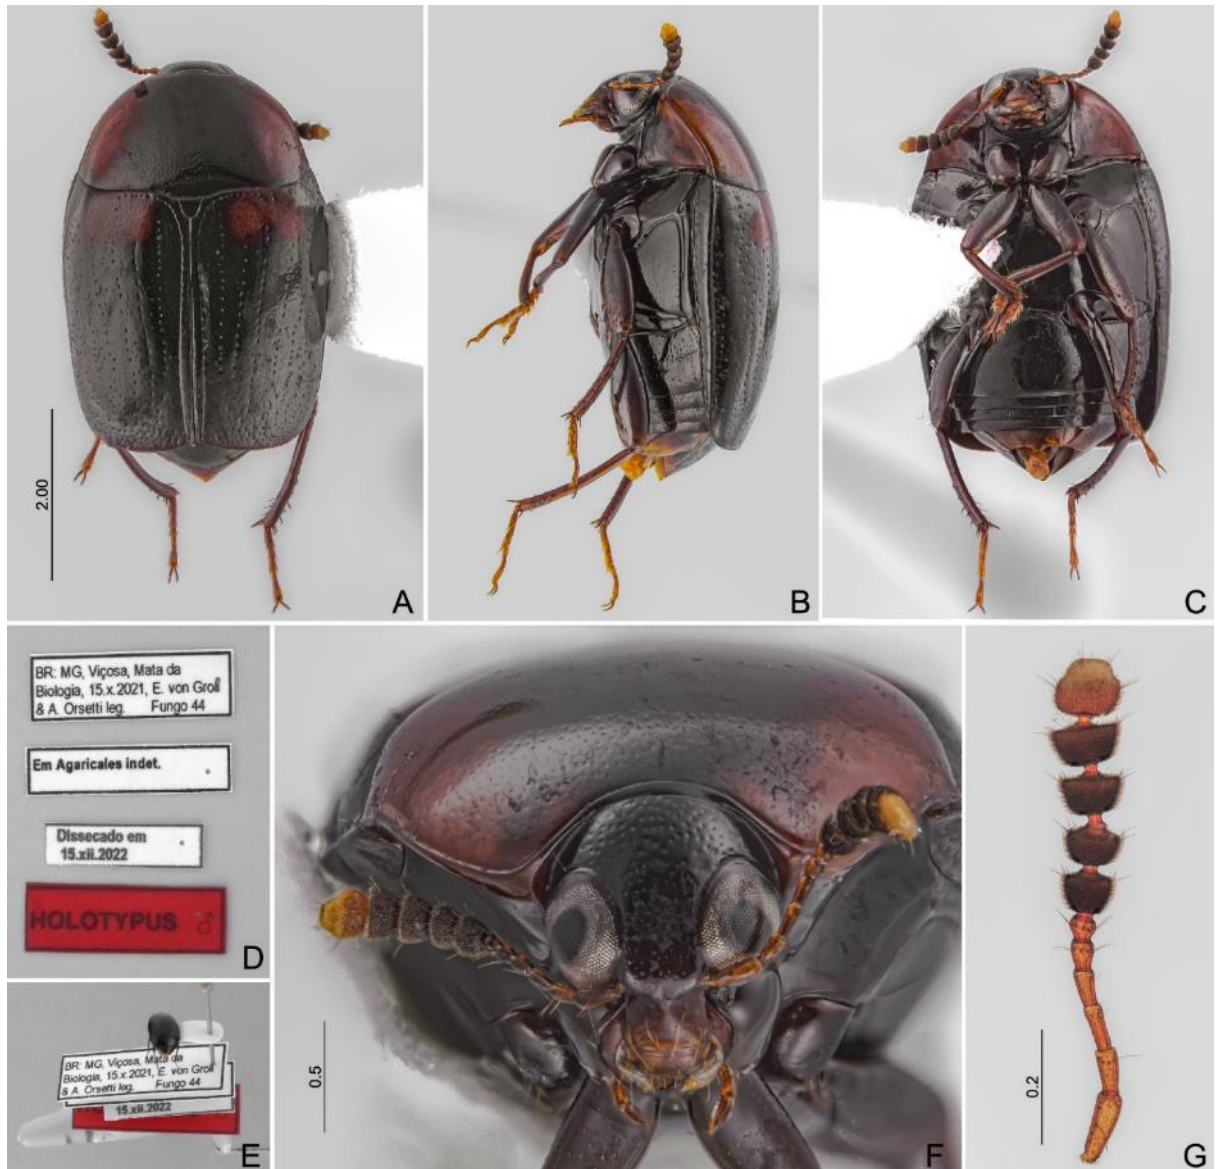 2.00
A
B
C
BR: MG, Viçosa, Mata da
Biologia, 15.x.2021, E. von Groll
& A. Orsetti leg. Fungo 44
Em Agaricales indet.
Dissecado em
15.xii.2022
HOLOTYPUS ♂
D
BR: MG, Viçosa, Mata da
Biologia, 15.x.2021, E. von Groll
& A. Orsetti leg. Fungo 44
15.xii.2022
E
0.5
F
0.2
G